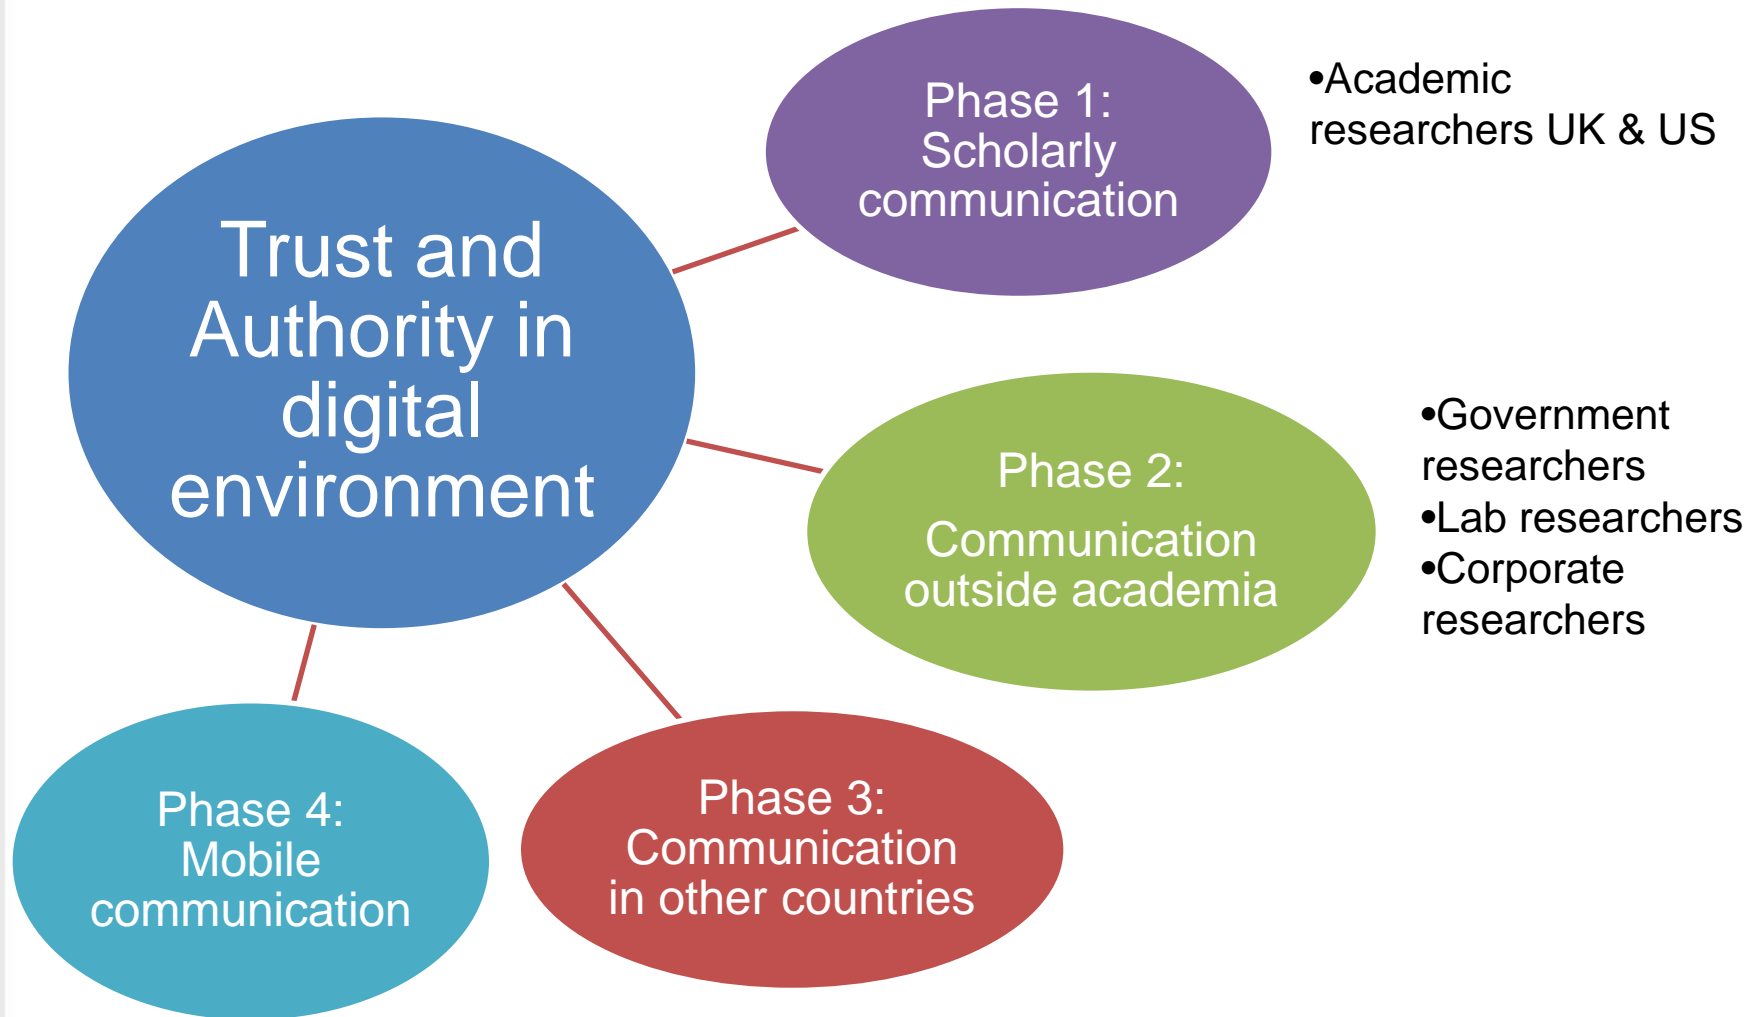 Trust and
Authority in
digital
environment
Phase 1:
Scholarly
communication
•Academic
researchers UK & US
Phase 2:
Communication
outside academia
•Government
researchers
•Lab researchers
•Corporate
researchers
Phase 3:
Communication
in other countries
Phase 4:
Mobile
communication